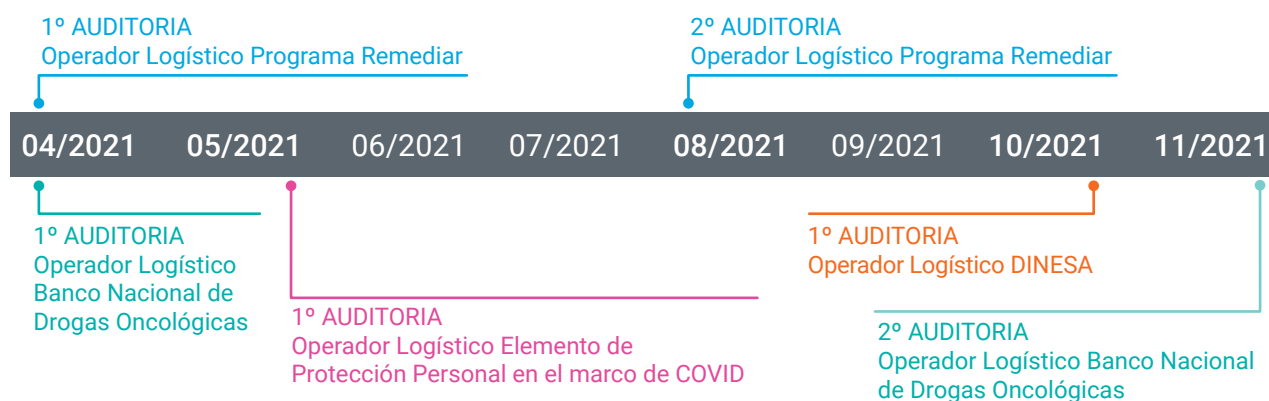 1º AUDITORIA
Operador Logístico Programa Remediar
2º AUDITORIA
Operador Logístico Programa Remediar
04/2021 05/2021 06/2021 07/2021 08/2021 09/2021 10/2021 11/2021
1º AUDITORIA
Operador Logístico
Banco Nacional de
Drogas Oncológicas
1º AUDITORIA
Operador Logístico Elemento de
Protección Personal en el marco de COVID
1º AUDITORIA
Operador Logístico DINESA
2º AUDITORIA
Operador Logístico Banco Nacional
de Drogas Oncológicas